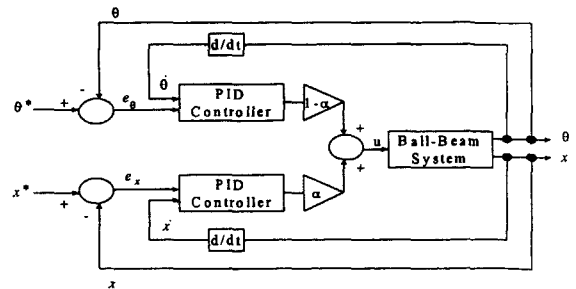 θ
d/dt
-
θ̇
PID
Controller
1-α
θ*
+
e_θ
+
u
Ball-Beam
System
θ
x
+
x*
+
-
e_x
PID
Controller
α
ẋ
d/dt
x